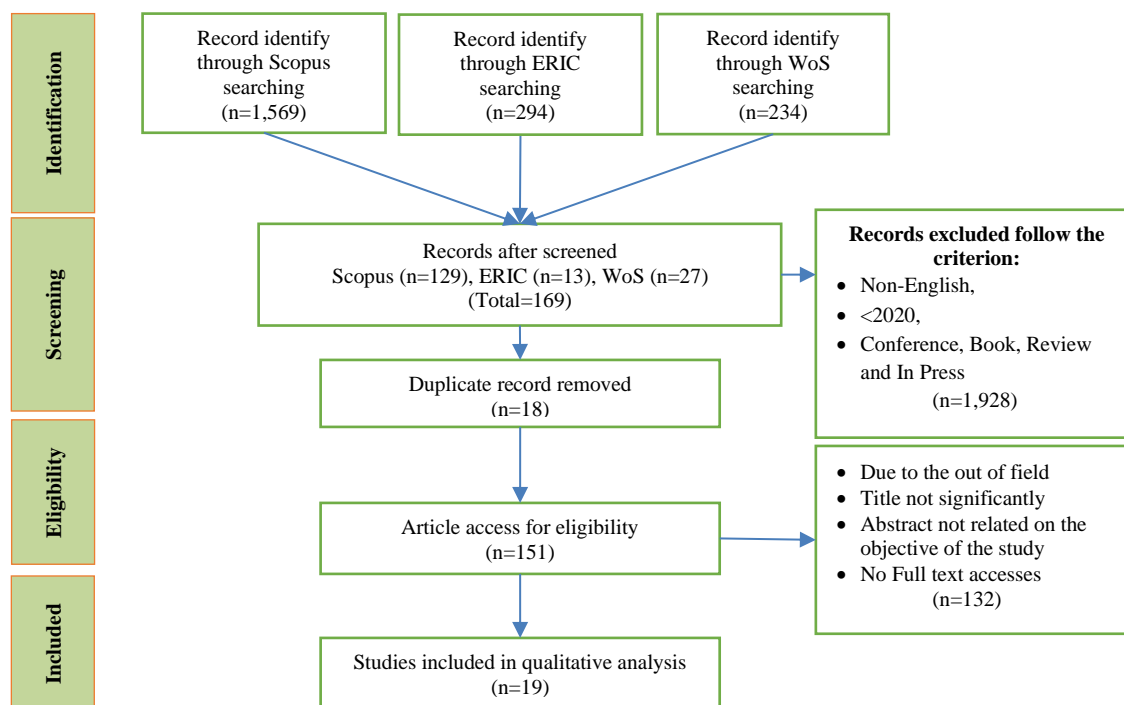 Identification
Record identify
through Scopus
searching
(n=1,569)
Record identify
through ERIC
searching
(n=294)
Record identify
through WoS
searching
(n=234)
Screening
Records after screened
Scopus (n=129), ERIC (n=13), WoS (n=27)
(Total=169)
Records excluded follow the
criterion:
• Non-English,
• <2020,
• Conference, Book, Review
and In Press
(n=1,928)
Duplicate record removed
(n=18)
Eligibility
Article access for eligibility
(n=151)
• Due to the out of field
• Title not significantly
• Abstract not related on the
objective of the study
• No Full text accesses
(n=132)
Included
Studies included in qualitative analysis
(n=19)